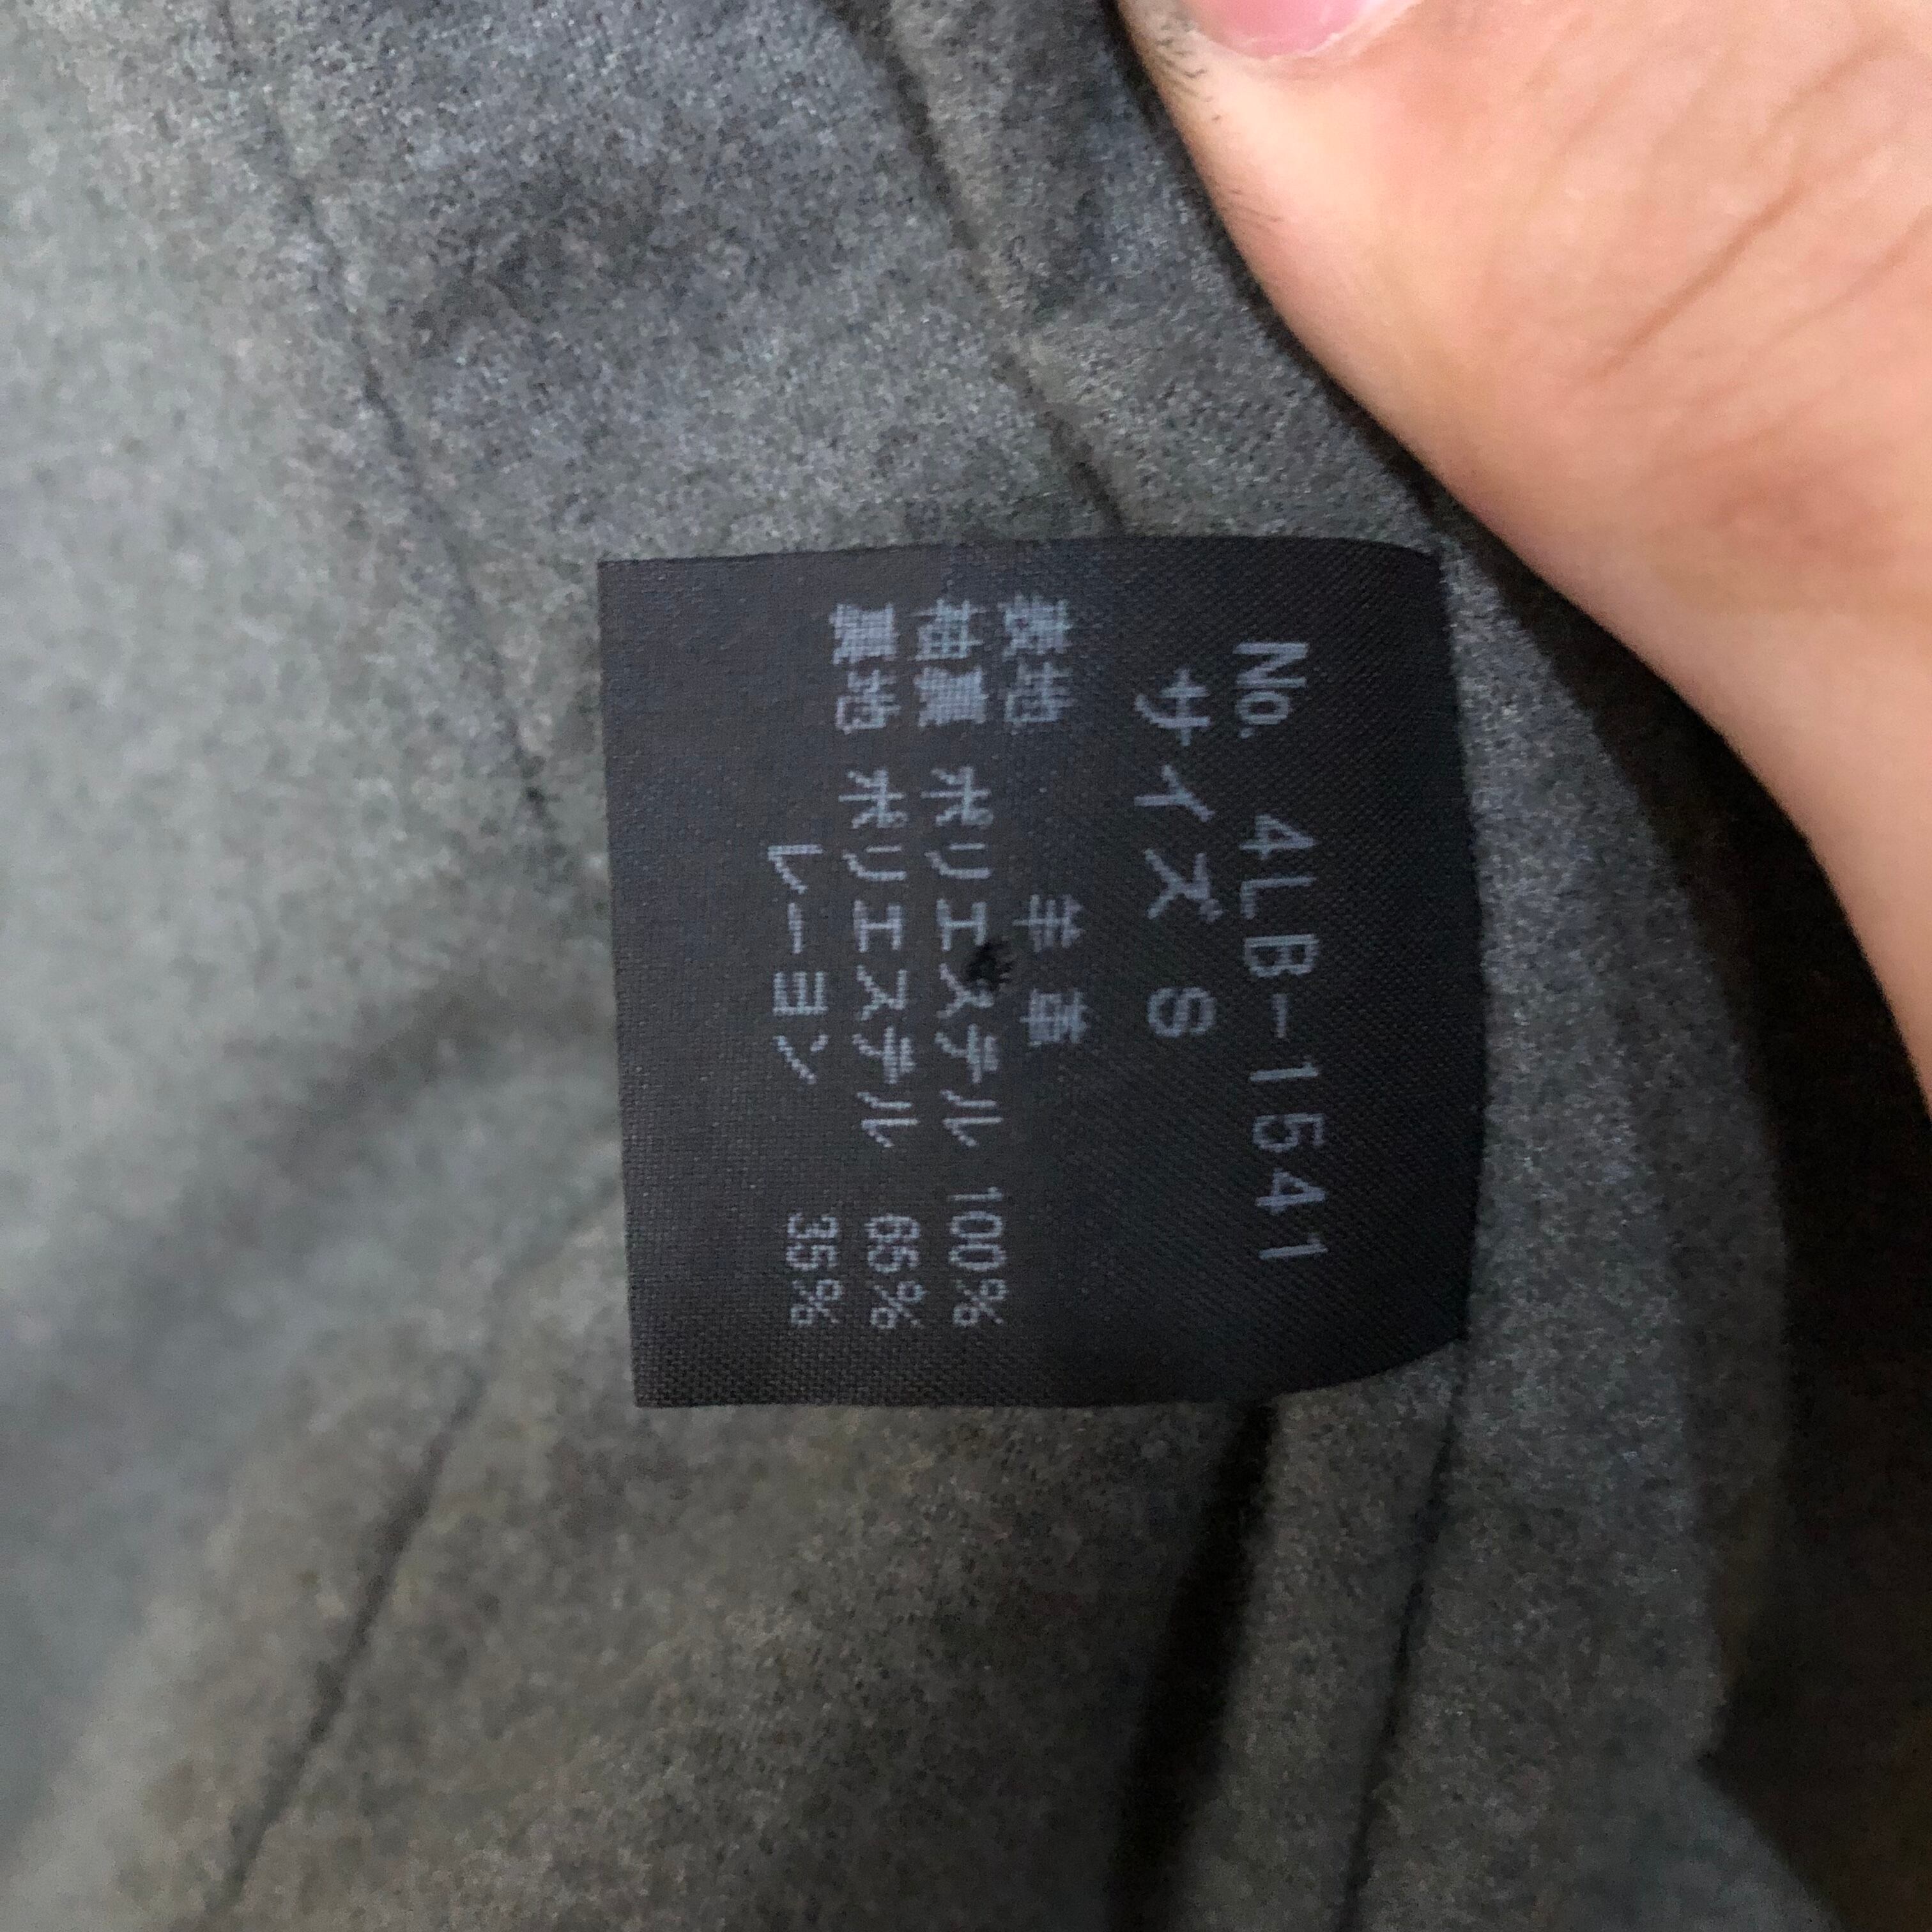 No. 4LB-1541
サイズ S
表地 羊革
袖裏 ポリエステル 100%
裏地 ポリエステル 65%
レーヨン 35%